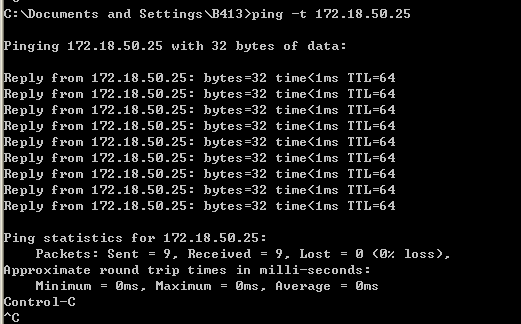 C:\Documents and Settings\B413>ping -t 172.18.50.25
Pinging 172.18.50.25 with 32 bytes of data:
Reply from 172.18.50.25: bytes=32 time<1ms TTL=64
Reply from 172.18.50.25: bytes=32 time<1ms TTL=64
Reply from 172.18.50.25: bytes=32 time<1ms TTL=64
Reply from 172.18.50.25: bytes=32 time<1ms TTL=64
Reply from 172.18.50.25: bytes=32 time<1ms TTL=64
Reply from 172.18.50.25: bytes=32 time<1ms TTL=64
Reply from 172.18.50.25: bytes=32 time<1ms TTL=64
Reply from 172.18.50.25: bytes=32 time<1ms TTL=64
Reply from 172.18.50.25: bytes=32 time<1ms TTL=64
Ping statistics for 172.18.50.25:
    Packets: Sent = 9, Received = 9, Lost = 0 (0% loss),
Approximate round trip times in milli-seconds:
    Minimum = 0ms, Maximum = 0ms, Average = 0ms
Control-C
^C